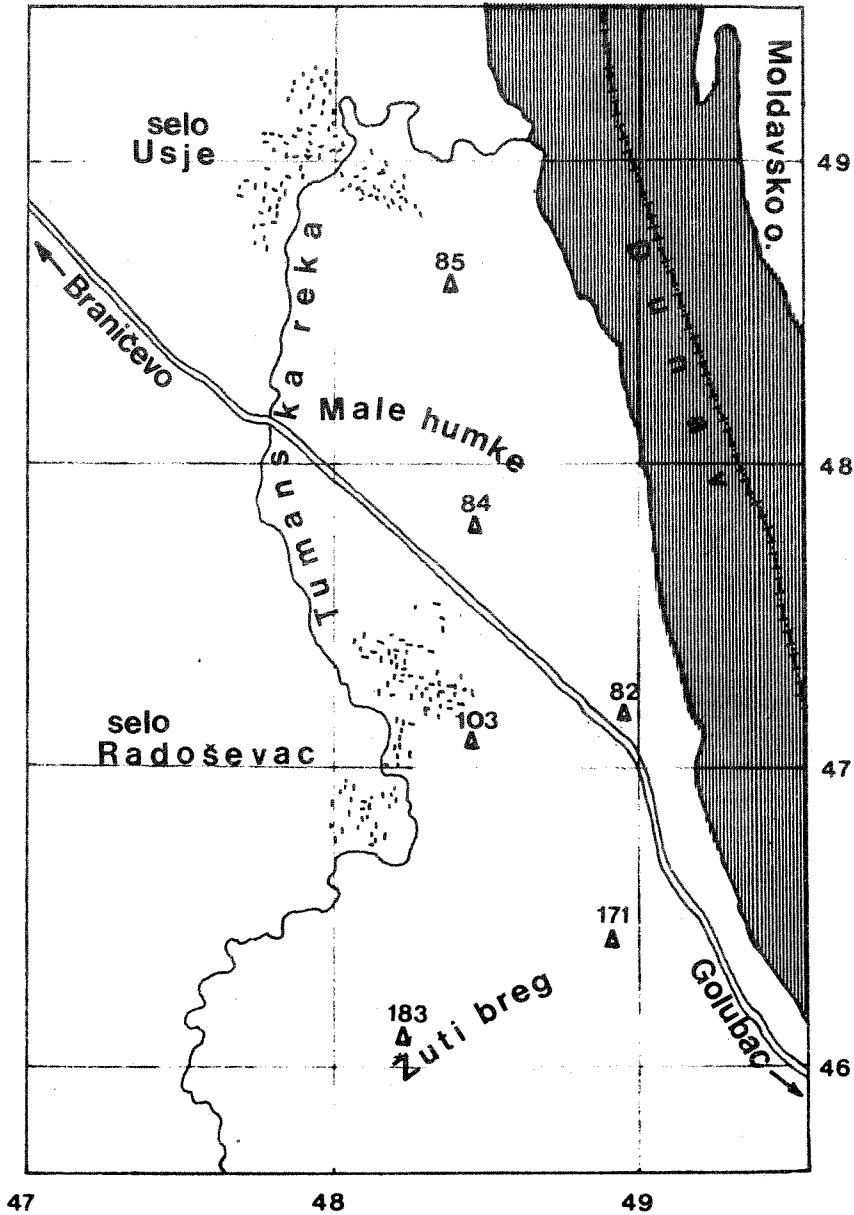 Moldavsko o.
selo
Usje
49
Dunav
85
Braničevo
Tumanska reka
Male humke
48
84
82
103
selo
Radoševac
47
171
Golubac
183
Žuti breg
46
47 48 49